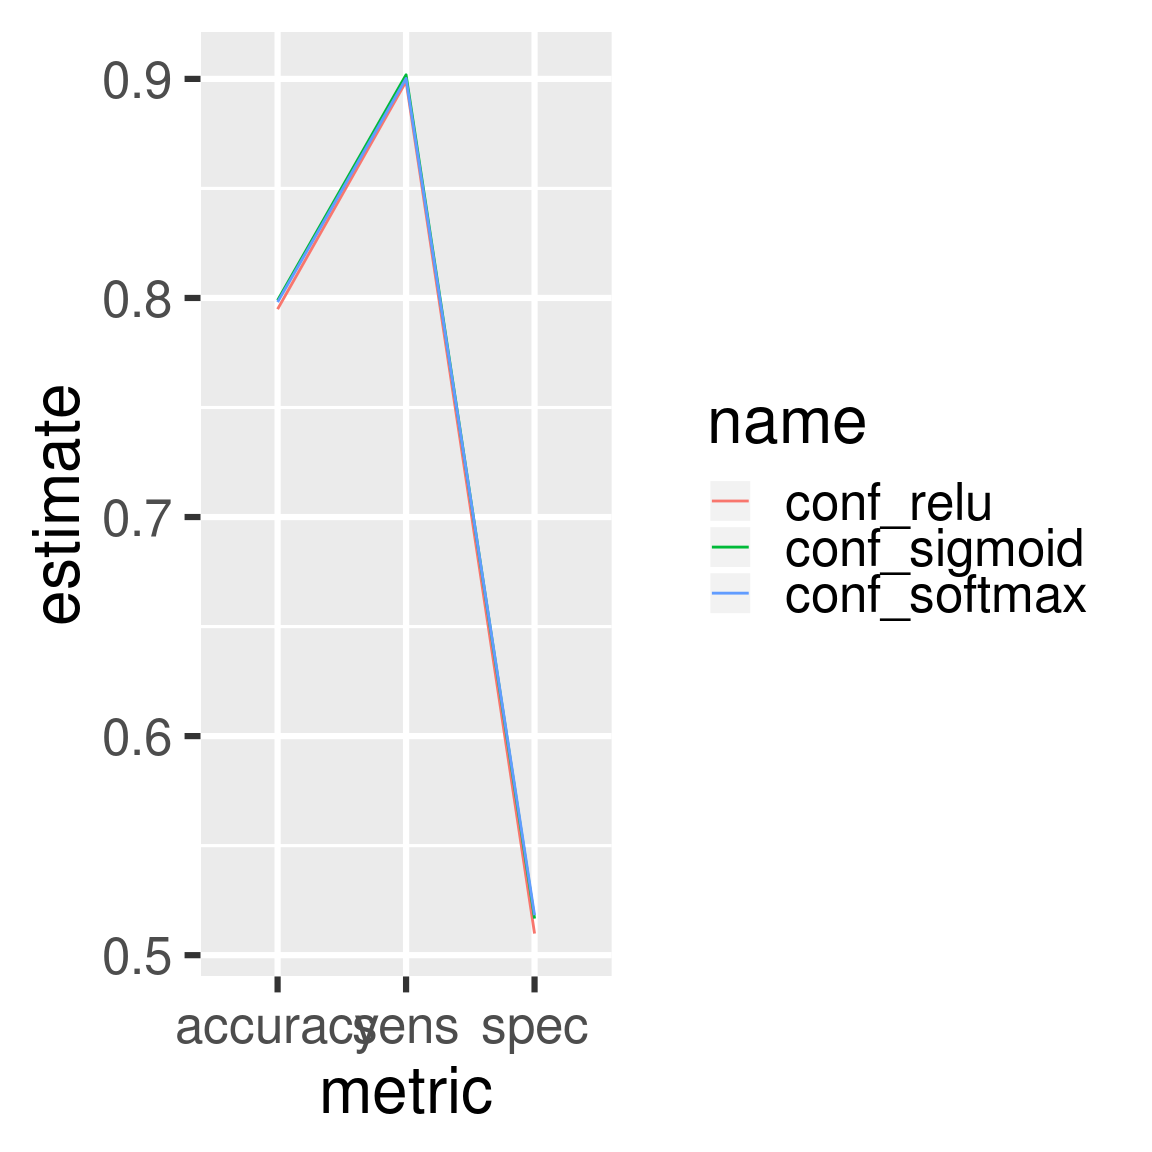 0.9
0.8
0.7
0.6
0.5
estimate
accuracy sens spec
metric
name
conf_relu
conf_sigmoid
conf_softmax